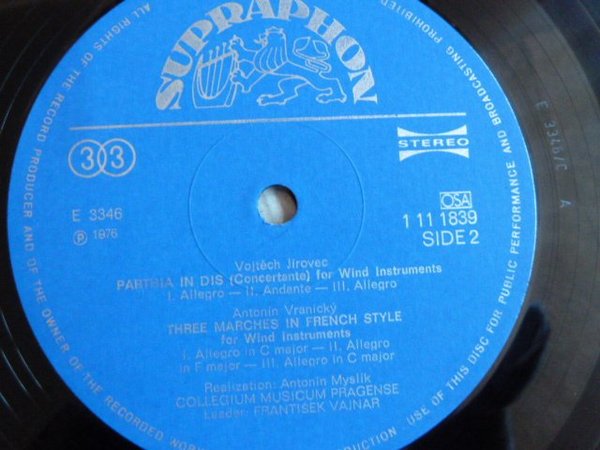 SUPRAPHON
33
STEREO
E 3346
Ⓟ 1976
OSA
1 11 1839
SIDE 2
Vojtěch Jírovec
PARTHIA IN DIS (Concertante) for Wind Instruments
I. Allegro — II. Andante — III. Allegro
Antonín Vranický
THREE MARCHES IN FRENCH STYLE
for Wind Instruments
I. Allegro in C major — II. Allegro
in F major — III. Allegro in C major
Realization: Antonín Myslík
COLLEGIUM MUSICUM PRAGENSE
Leader: FRANTIŠEK VAJNAR
ALL RIGHTS OF THE RECORD PRODUCER AND OF THE OWNER OF THE RECORDED
USE OF THIS DISC FOR PUBLIC PERFORMANCE AND BROADCASTING PROHIBITED